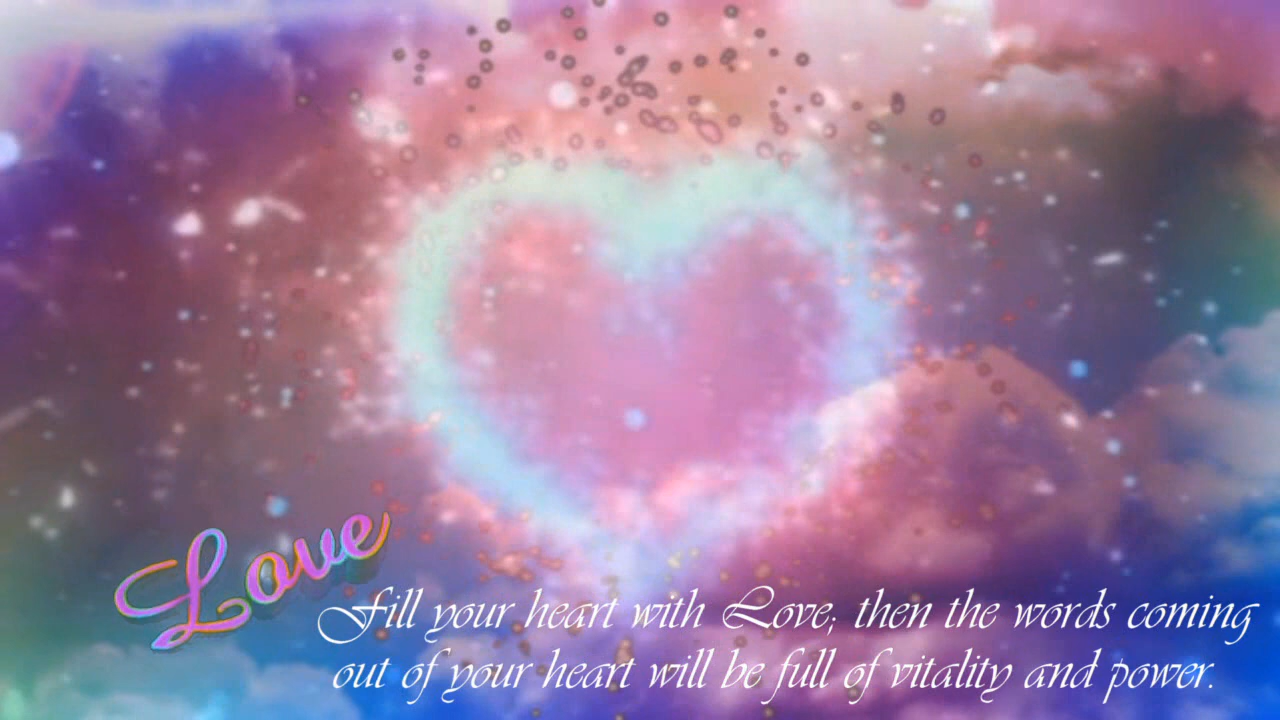 Love
Fill your heart with Love; then the words coming
out of your heart will be full of vitality and power.